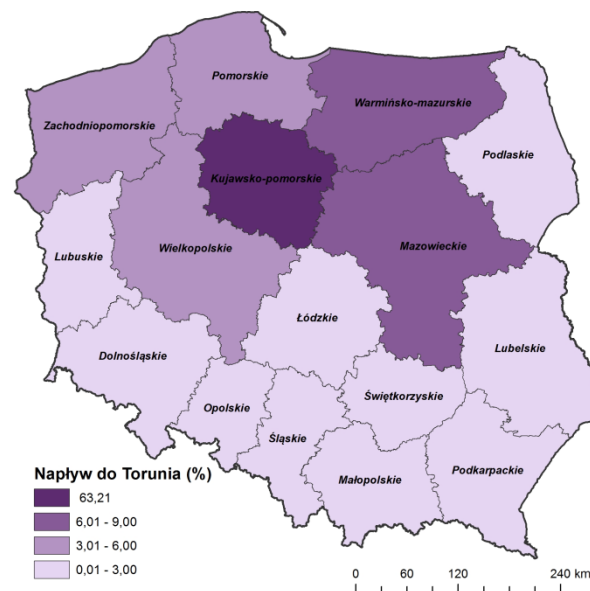 Pomorskie
Warmińsko-mazurskie
Zachodniopomorskie
Podlaskie
Kujawsko-pomorskie
Mazowieckie
Wielkopolskie
Lubuskie
Łódzkie
Lubelskie
Dolnośląskie
Świętkorzyskie
Opolskie
Śląskie
Małopolskie
Podkarpackie
Napływ do Torunia (%)
63,21
6,01 - 9,00
3,01 - 6,00
0,01 - 3,00
0 60 120 240 km